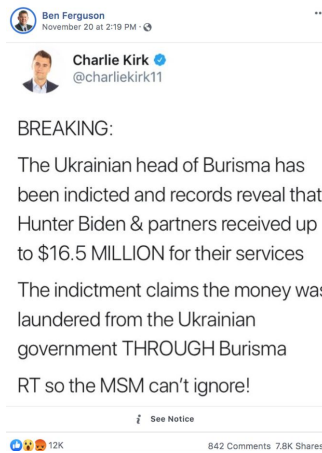 Ben Ferguson
November 20 at 2:19 PM ·
Charlie Kirk
@charliekirk11
BREAKING:
The Ukrainian head of Burisma has
been indicted and records reveal that
Hunter Biden & partners received up
to $16.5 MILLION for their services
The indictment claims the money was
laundered from the Ukrainian
government THROUGH Burisma
RT so the MSM can't ignore!
i See Notice
12K 842 Comments 7.8K Shares